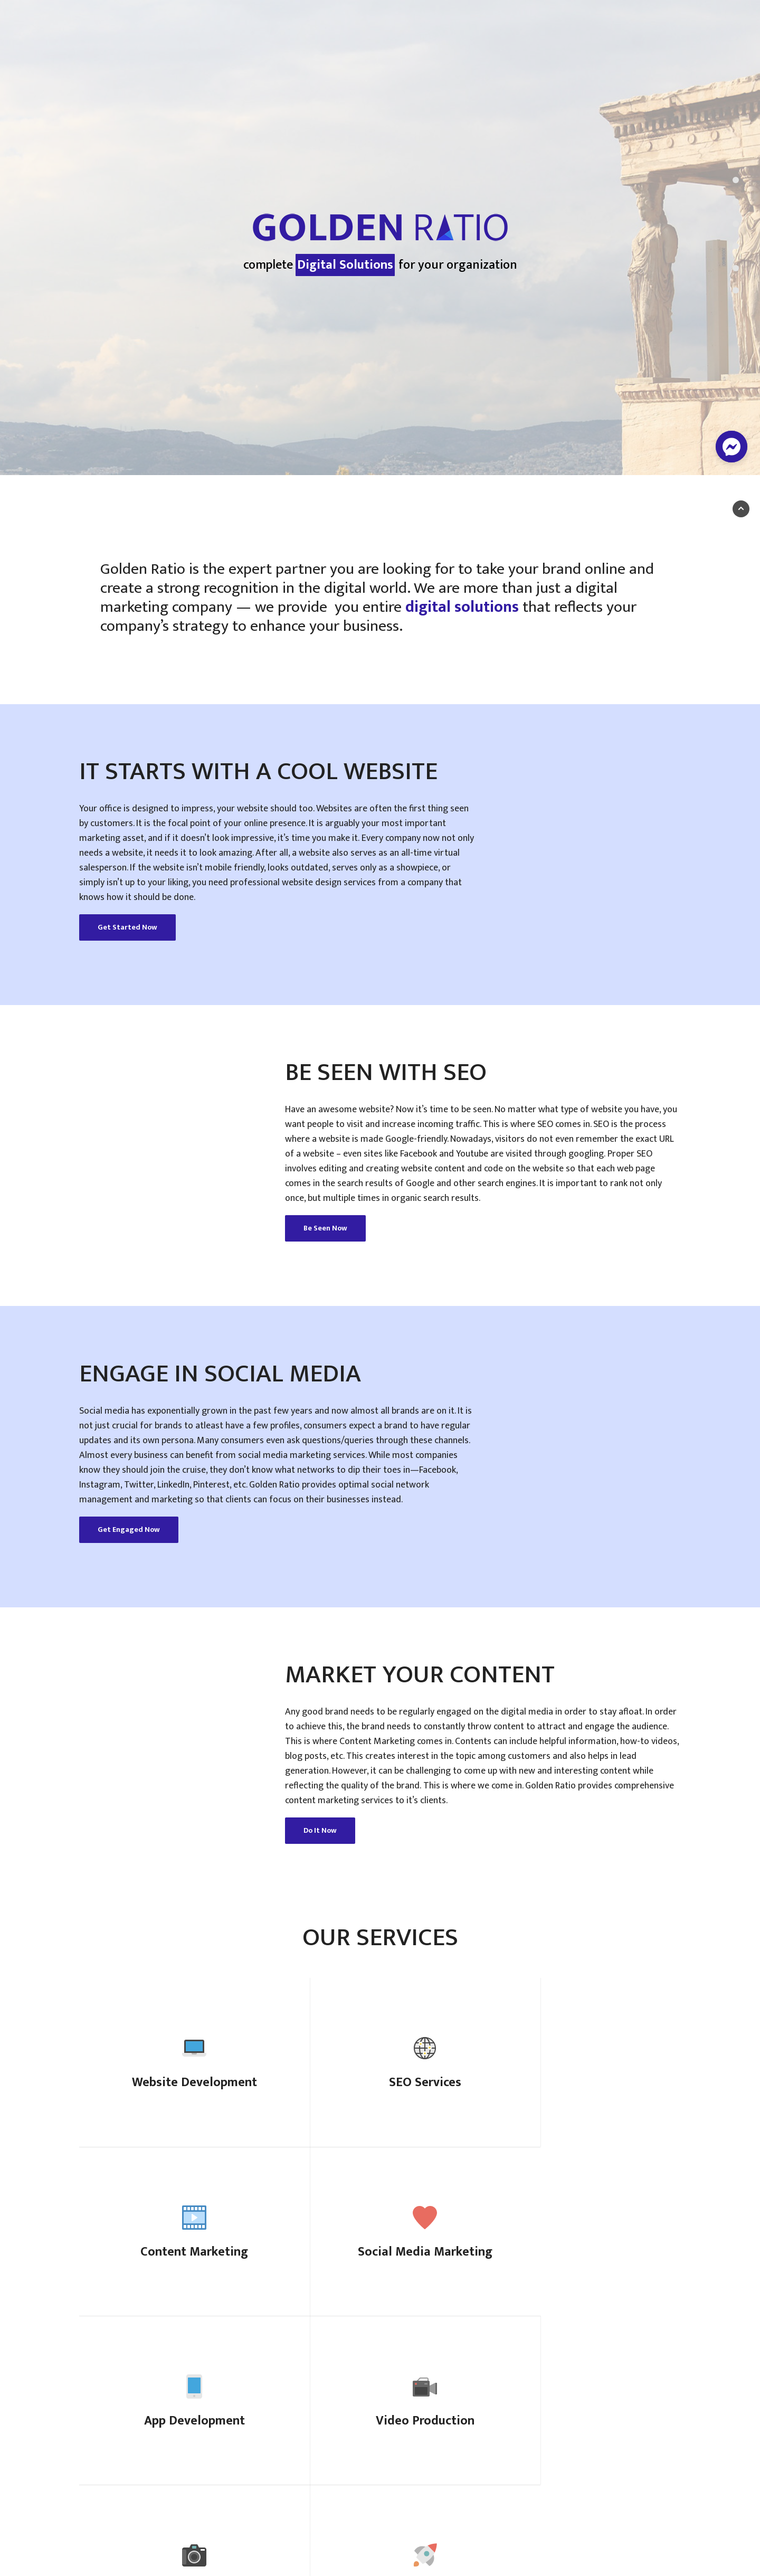 GOLDEN RATIO
complete Digital Solutions for your organization
Golden Ratio is the expert partner you are looking for to take your brand online and
create a strong recognition in the digital world. We are more than just a digital
marketing company — we provide  you entire digital solutions that reflects your
company’s strategy to enhance your business.
IT STARTS WITH A COOL WEBSITE
Your office is designed to impress, your website should too. Websites are often the first thing seen
by customers. It is the focal point of your online presence. It is arguably your most important
marketing asset, and if it doesn’t look impressive, it’s time you make it. Every company now not only
needs a website, it needs it to look amazing. After all, a website also serves as an all-time virtual
salesperson. If the website isn’t mobile friendly, looks outdated, serves only as a showpiece, or
simply isn’t up to your liking, you need professional website design services from a company that
knows how it should be done.
Get Started Now
BE SEEN WITH SEO
Have an awesome website? Now it’s time to be seen. No matter what type of website you have, you
want people to visit and increase incoming traffic. This is where SEO comes in. SEO is the process
where a website is made Google-friendly. Nowadays, visitors do not even remember the exact URL
of a website – even sites like Facebook and Youtube are visited through googling. Proper SEO
involves editing and creating website content and code on the website so that each web page
comes in the search results of Google and other search engines. It is important to rank not only
once, but multiple times in organic search results.
Be Seen Now
ENGAGE IN SOCIAL MEDIA
Social media has exponentially grown in the past few years and now almost all brands are on it. It is
not just crucial for brands to atleast have a few profiles, consumers expect a brand to have regular
updates and its own persona. Many consumers even ask questions/queries through these channels.
Almost every business can benefit from social media marketing services. While most companies
know they should join the cruise, they don’t know what networks to dip their toes in—Facebook,
Instagram, Twitter, LinkedIn, Pinterest, etc. Golden Ratio provides optimal social network
management and marketing so that clients can focus on their businesses instead.
Get Engaged Now
MARKET YOUR CONTENT
Any good brand needs to be regularly engaged on the digital media in order to stay afloat. In order
to achieve this, the brand needs to constantly throw content to attract and engage the audience.
This is where Content Marketing comes in. Contents can include helpful information, how-to videos,
blog posts, etc. This creates interest in the topic among customers and also helps in lead
generation. However, it can be challenging to come up with new and interesting content while
reflecting the quality of the brand. This is where we come in. Golden Ratio provides comprehensive
content marketing services to it’s clients.
Do It Now
OUR SERVICES
Website Development
SEO Services
Content Marketing
Social Media Marketing
App Development
Video Production